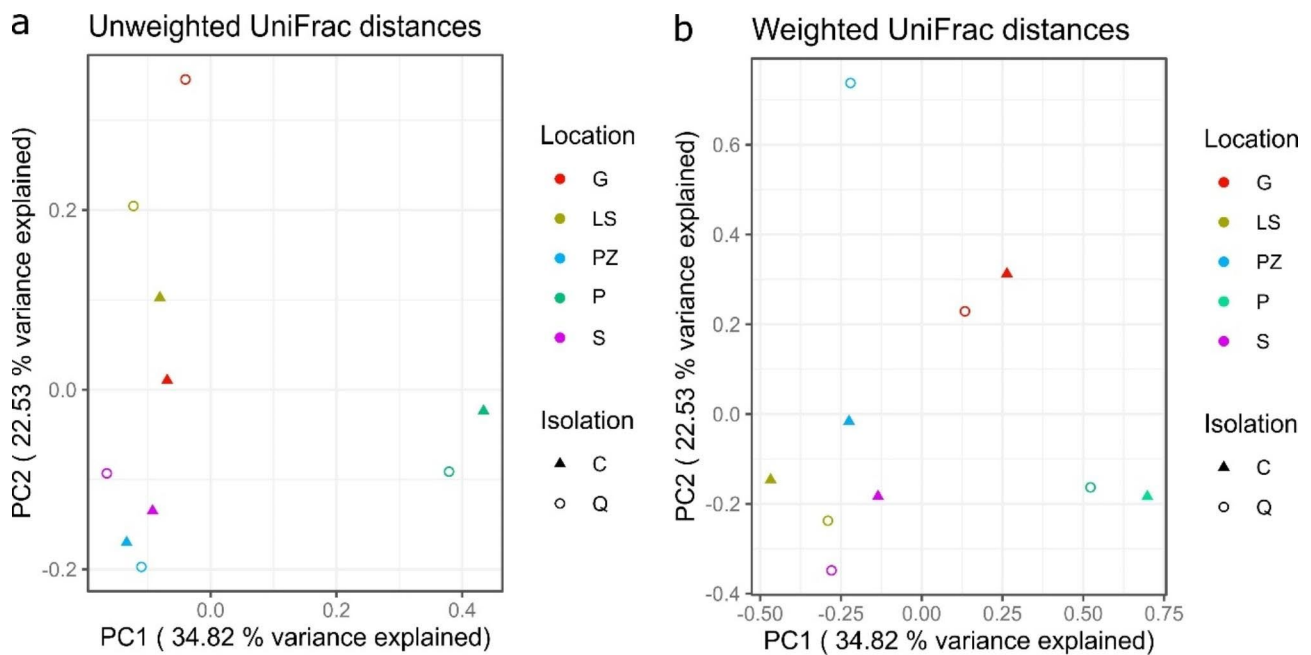 a
Unweighted UniFrac distances
PC2 ( 22.53 % variance explained)
0.2
0.0
-0.2
0.0
0.2
0.4
PC1 ( 34.82 % variance explained)
Location
G
LS
PZ
P
S
Isolation
C
Q
b
Weighted UniFrac distances
PC2 ( 22.53 % variance explained)
0.6
0.4
0.2
0.0
-0.2
-0.4
-0.50
-0.25
0.00
0.25
0.50
0.75
PC1 ( 34.82 % variance explained)
Location
G
LS
PZ
P
S
Isolation
C
Q